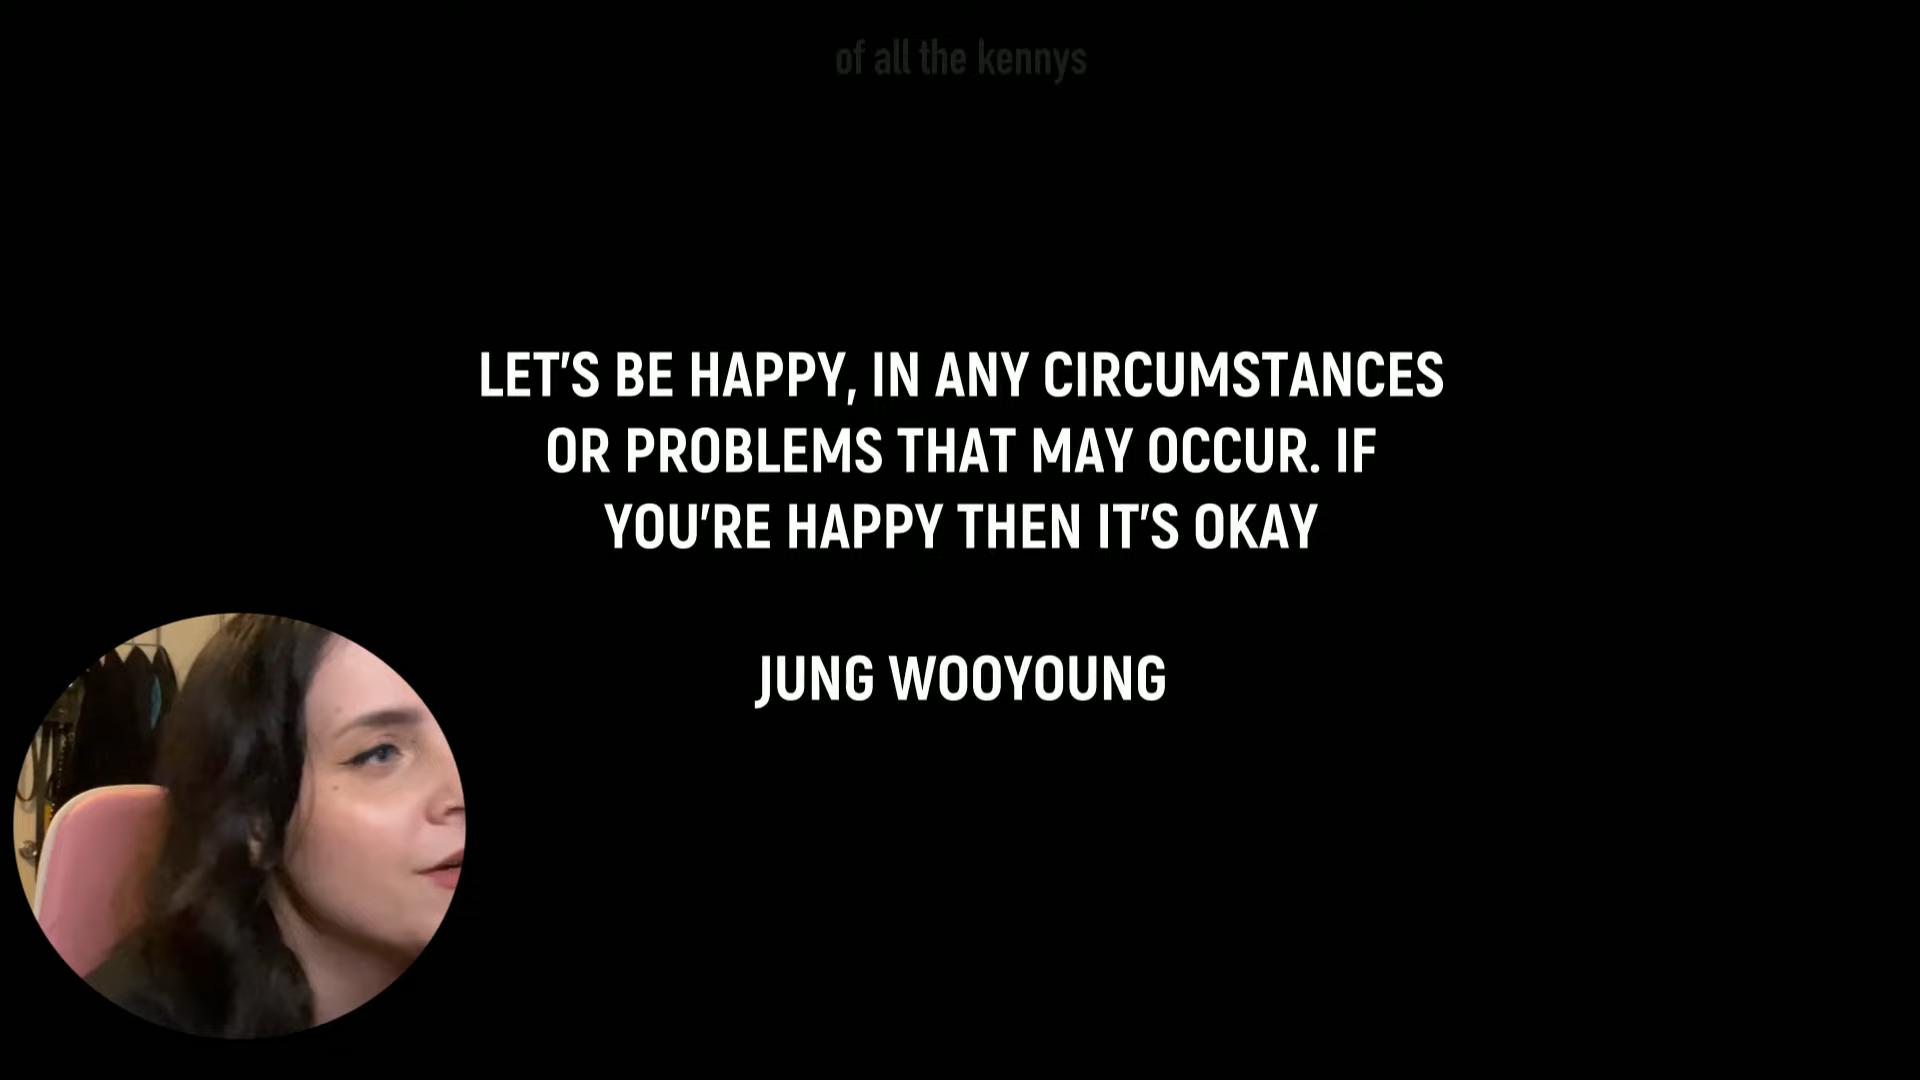 of all the kennys
LET'S BE HAPPY, IN ANY CIRCUMSTANCES
OR PROBLEMS THAT MAY OCCUR. IF
YOU'RE HAPPY THEN IT'S OKAY
JUNG WOOYOUNG